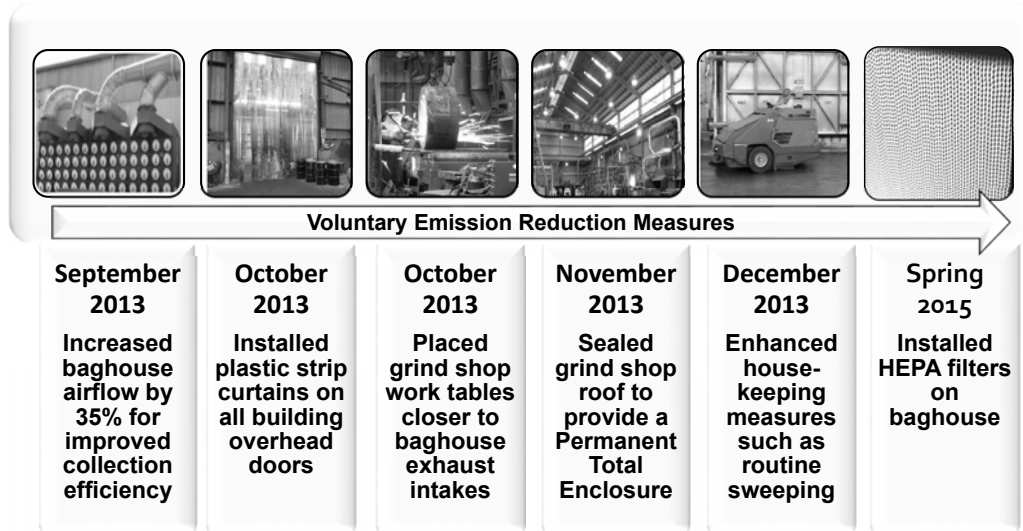 Voluntary Emission Reduction Measures
September
2013
Increased
baghouse
airflow by
35% for
improved
collection
efficiency
October
2013
Installed
plastic strip
curtains on
all building
overhead
doors
October
2013
Placed
grind shop
work tables
closer to
baghouse
exhaust
intakes
November
2013
Sealed
grind shop
roof to
provide a
Permanent
Total
Enclosure
December
2013
Enhanced
house-
keeping
measures
such as
routine
sweeping
Spring
2015
Installed
HEPA filters
on
baghouse